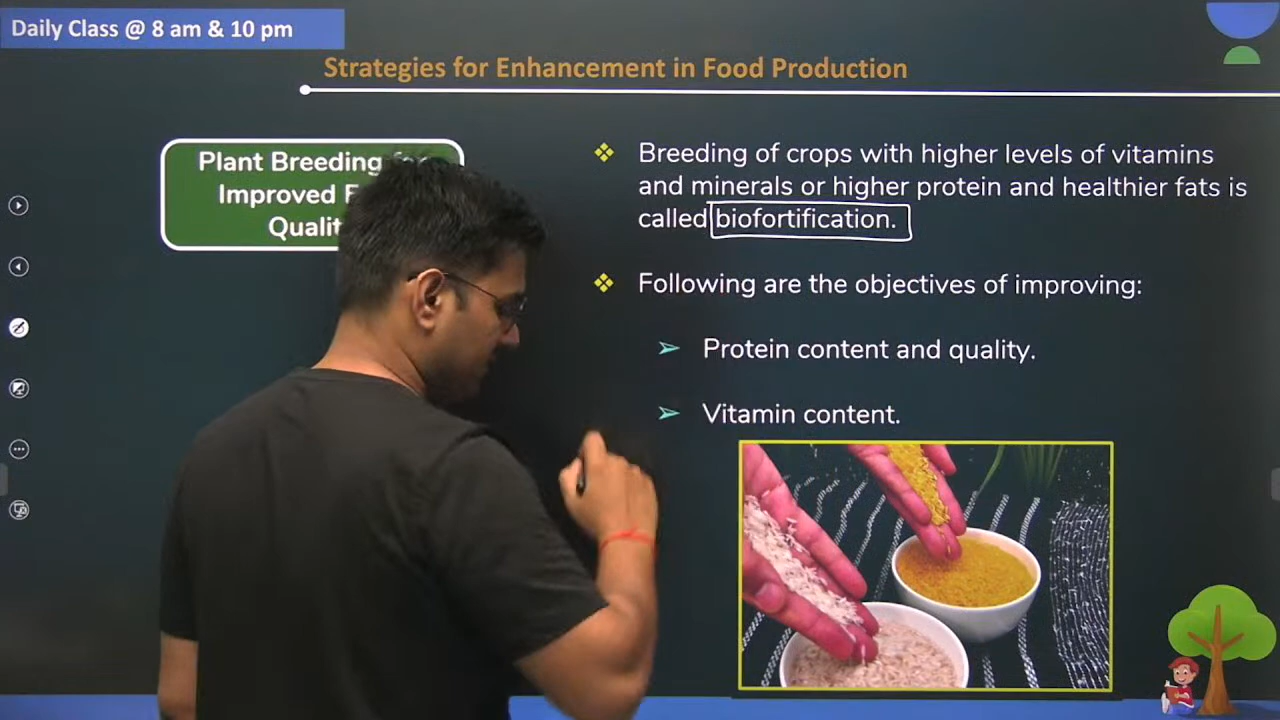 Daily Class @ 8 am & 10 pm
Strategies for Enhancement in Food Production
Plant Breeding
Improved
Breeding of crops with higher levels of vitamins
and minerals or higher protein and healthier fats is
called biofortification.
Following are the objectives of improving:
Protein content and quality.
Vitamin content.